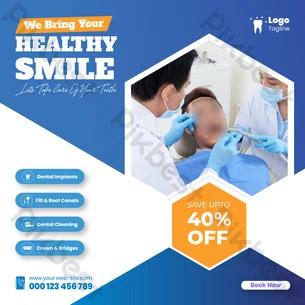 We Bring Your
HEALTHY
SMILE
Lets Take Care Of Your Teeth
Logo
Tagline
Dental Implants
Fill & Root Canals
Dental Cleaning
Crown & Bridges
SAVE UPTO
40%
OFF
www.your-web-site.com
000 123 456 789
Book Now
pikbest